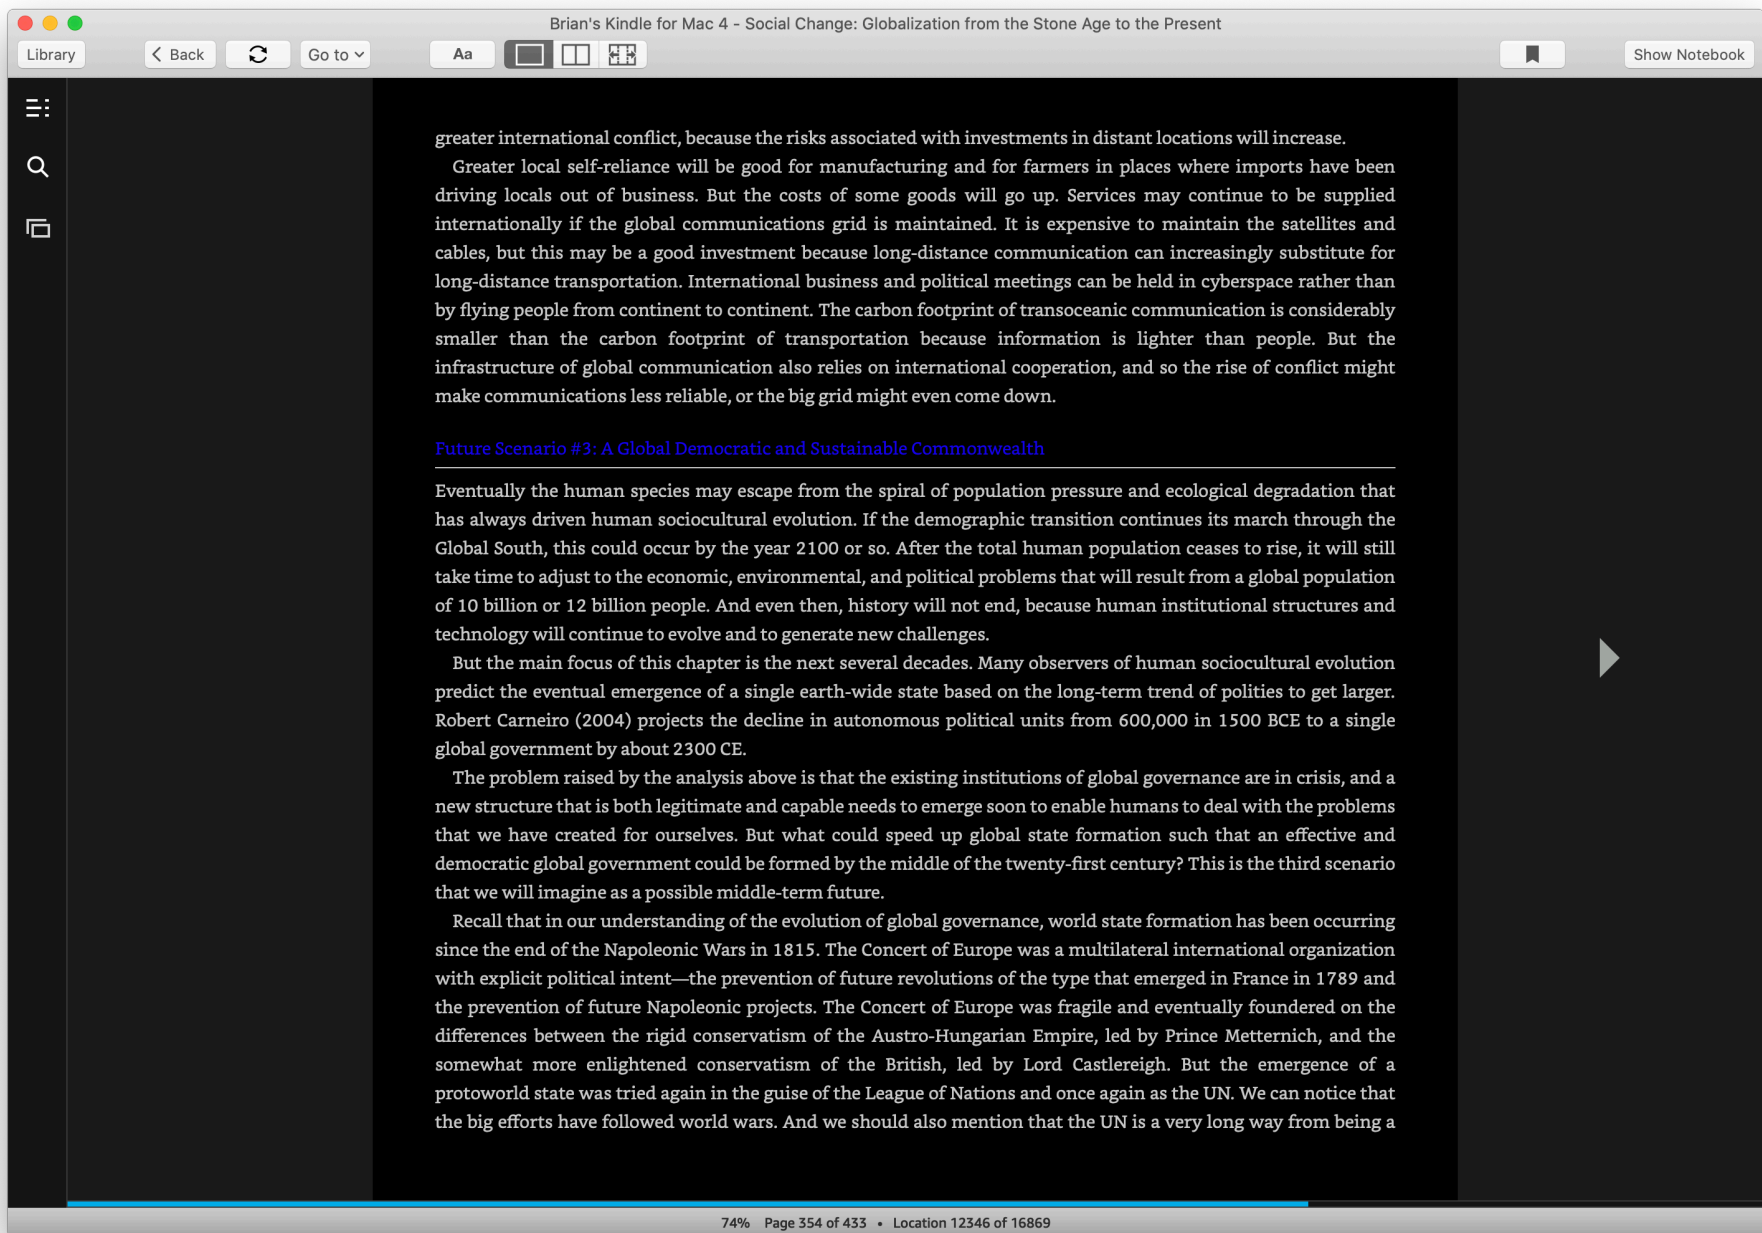 Brian's Kindle for Mac 4 - Social Change: Globalization from the Stone Age to the Present
Library
Back
Go to
Aa
Show Notebook
greater international conflict, because the risks associated with investments in distant locations will increase.
Greater local self-reliance will be good for manufacturing and for farmers in places where imports have been
driving locals out of business. But the costs of some goods will go up. Services may continue to be supplied
internationally if the global communications grid is maintained. It is expensive to maintain the satellites and
cables, but this may be a good investment because long-distance communication can increasingly substitute for
long-distance transportation. International business and political meetings can be held in cyberspace rather than
by flying people from continent to continent. The carbon footprint of transoceanic communication is considerably
smaller than the carbon footprint of transportation because information is lighter than people. But the
infrastructure of global communication also relies on international cooperation, and so the rise of conflict might
make communications less reliable, or the big grid might even come down.
Future Scenario #3: A Global Democratic and Sustainable Commonwealth
Eventually the human species may escape from the spiral of population pressure and ecological degradation that
has always driven human sociocultural evolution. If the demographic transition continues its march through the
Global South, this could occur by the year 2100 or so. After the total human population ceases to rise, it will still
take time to adjust to the economic, environmental, and political problems that will result from a global population
of 10 billion or 12 billion people. And even then, history will not end, because human institutional structures and
technology will continue to evolve and to generate new challenges.
But the main focus of this chapter is the next several decades. Many observers of human sociocultural evolution
predict the eventual emergence of a single earth-wide state based on the long-term trend of polities to get larger.
Robert Carneiro (2004) projects the decline in autonomous political units from 600,000 in 1500 BCE to a single
global government by about 2300 CE.
The problem raised by the analysis above is that the existing institutions of global governance are in crisis, and a
new structure that is both legitimate and capable needs to emerge soon to enable humans to deal with the problems
that we have created for ourselves. But what could speed up global state formation such that an effective and
democratic global government could be formed by the middle of the twenty-first century? This is the third scenario
that we will imagine as a possible middle-term future.
Recall that in our understanding of the evolution of global governance, world state formation has been occurring
since the end of the Napoleonic Wars in 1815. The Concert of Europe was a multilateral international organization
with explicit political intent—the prevention of future revolutions of the type that emerged in France in 1789 and
the prevention of future Napoleonic projects. The Concert of Europe was fragile and eventually foundered on the
differences between the rigid conservatism of the Austro-Hungarian Empire, led by Prince Metternich, and the
somewhat more enlightened conservatism of the British, led by Lord Castlereigh. But the emergence of a
protoworld state was tried again in the guise of the League of Nations and once again as the UN. We can notice that
the big efforts have followed world wars. And we should also mention that the UN is a very long way from being a
74% Page 354 of 433 • Location 12346 of 16869